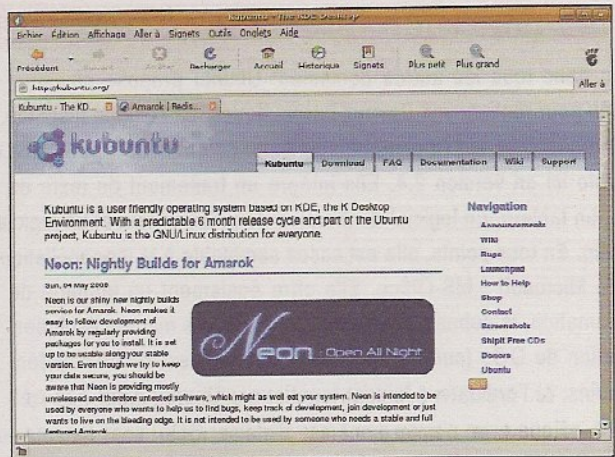 Kubuntu - The KDE Desktop
Fichier Édition Affichage Aller à Signets Outils Onglets Aide
Précédent Recharger Accueil Historique Signets Plus petit Plus grand
http://kubuntu.org/ Aller à
Kubuntu - The KD... Amarok | Redis...
kubuntu
Kubuntu Download FAQ Documentation Wiki Support
Kubuntu is a user friendly operating system based on KDE, the K Desktop
Environment. With a predictable 6 month release cycle and part of the Ubuntu
project, Kubuntu is the GNU/Linux distribution for everyone.
Neon: Nightly Builds for Amarok
Sun, 04 May 2008
Neon is our shiny new nightly builds
service for Amarok. Neon makes it
easy to follow development of
Amarok by regularly providing
packages for you to install. It is set
up to be usable along your stable
version. Even though we try to keep
your data secure, you should be
aware that Neon is providing mostly
unreleased and therefore untested software, which might as well eat your system. Neon is intended to be
used by everyone who wants to help us to find bugs, keep track of development, join development or just
wants to live on the bleeding edge. It is not intended to be used by someone who needs a stable and full
featured Amarok.
Neon : Open All Night
Navigation
Announcements
Wiki
Bugs
Launchpad
How to Help
Shop
Contact
Screenshots
Shipit Free CDs
Donors
Ubuntu